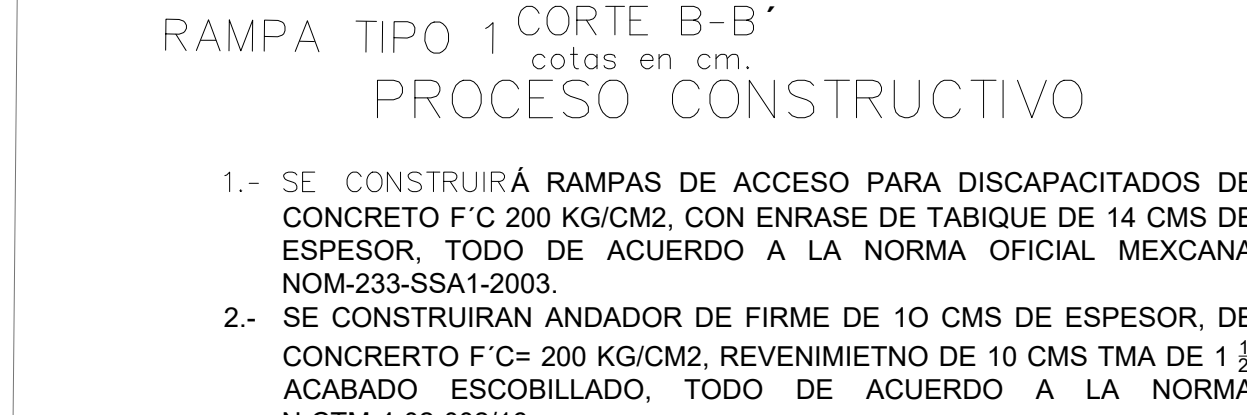 RAMPA TIPO 1 CORTE B-B´
cotas en cm.
PROCESO CONSTRUCTIVO
1.- SE CONSTRUIRÁ RAMPAS DE ACCESO PARA DISCAPACITADOS DE
CONCRETO F´C 200 KG/CM2, CON ENRASE DE TABIQUE DE 14 CMS DE
ESPESOR, TODO DE ACUERDO A LA NORMA OFICIAL MEXCANA
NOM-233-SSA1-2003.
2.- SE CONSTRUIRAN ANDADOR DE FIRME DE 1O CMS DE ESPESOR, DE
CONCRERTO F´C= 200 KG/CM2, REVENIMIETNO DE 10 CMS TMA DE 1 ½
ACABADO ESCOBILLADO, TODO DE ACUERDO A LA NORMA